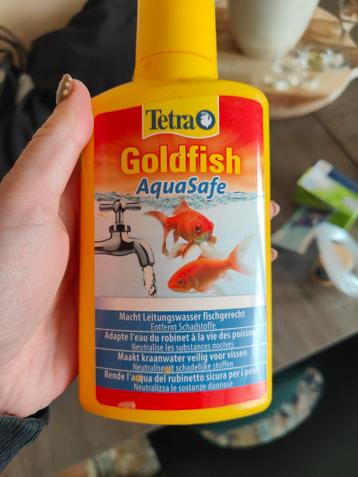 Tetra
Goldfish
AquaSafe
Macht Leitungswasser fischgerecht
Entfernt Schadstoffe
Adapte l'eau du robinet à la vie des poissons
Neutralise les substances nocives
Maakt kraanwater veilig voor vissen
Neutraliseert schadelijke stoffen
Rende l'acqua del rubinetto sicura per i pesci
Neutralizza le sostanze dannose